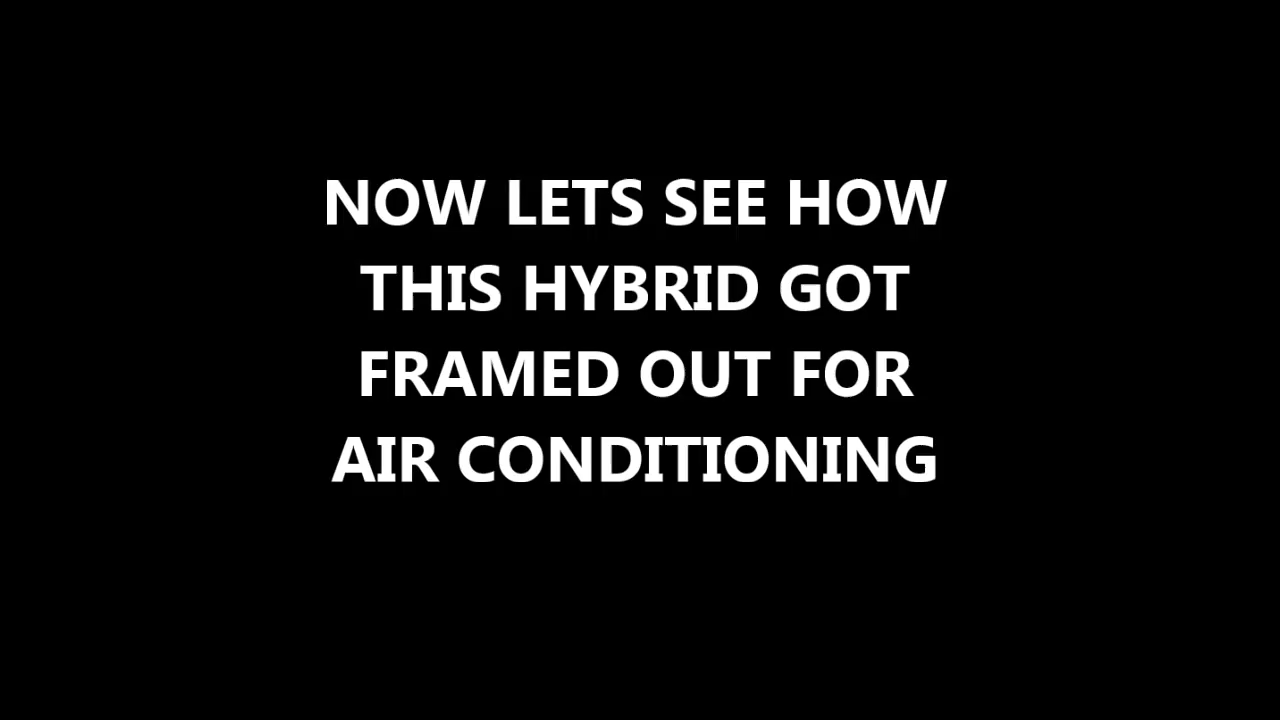 NOW LETS SEE HOW
THIS HYBRID GOT
FRAMED OUT FOR
AIR CONDITIONING